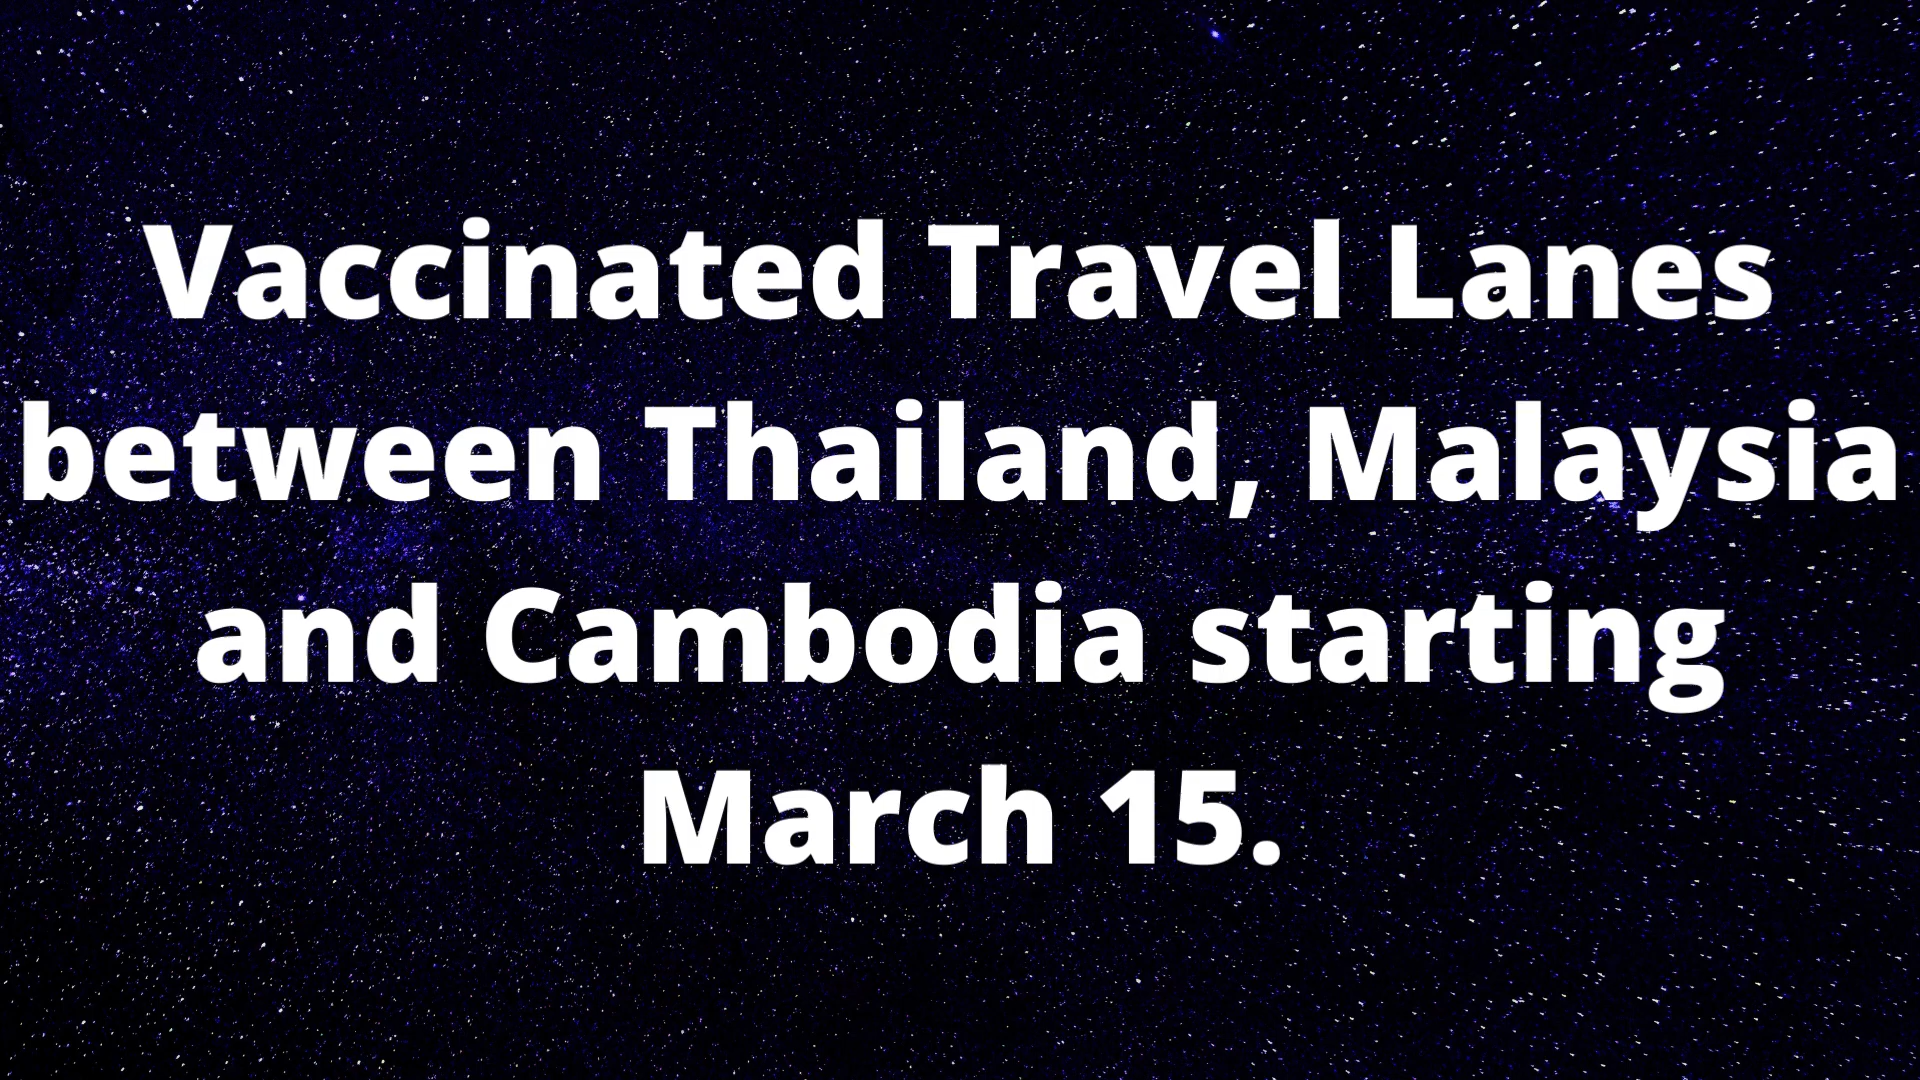 Vaccinated Travel Lanes
between Thailand, Malaysia
and Cambodia starting
March 15.